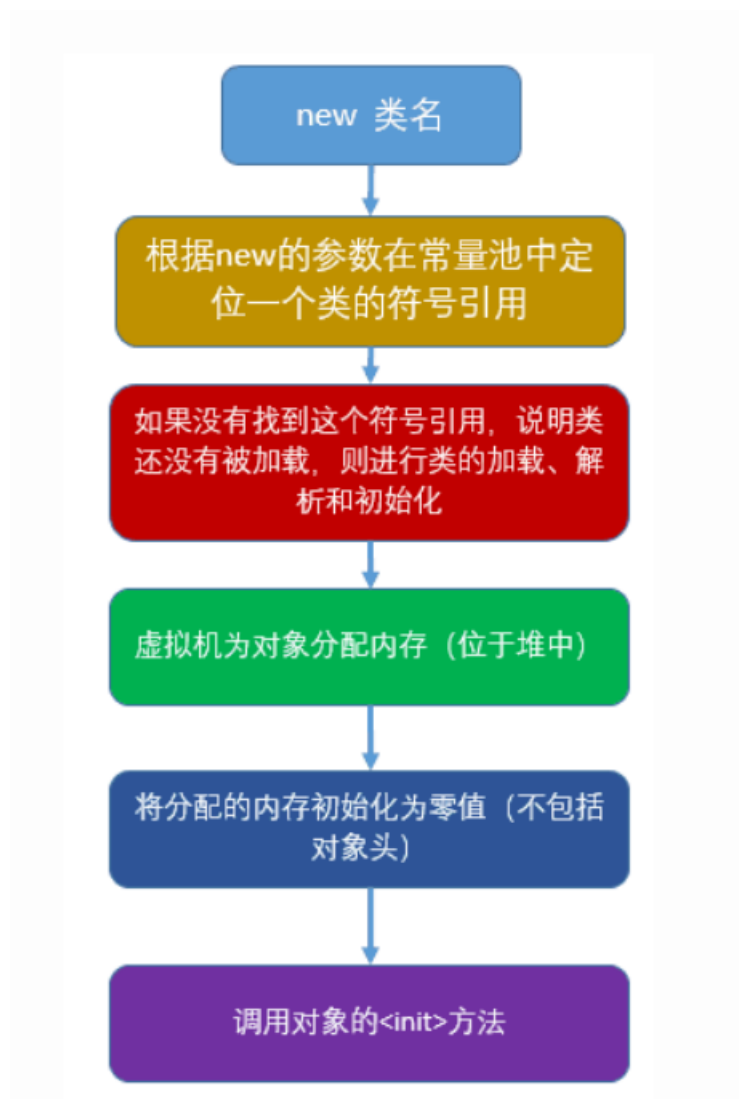 new 类名
根据new的参数在常量池中定
位一个类的符号引用
如果没有找到这个符号引用，说明类
还没有被加载，则进行类的加载、解
析和初始化
虚拟机为对象分配内存（位于堆中）
将分配的内存初始化为零值（不包括
对象头）
调用对象的<init>方法